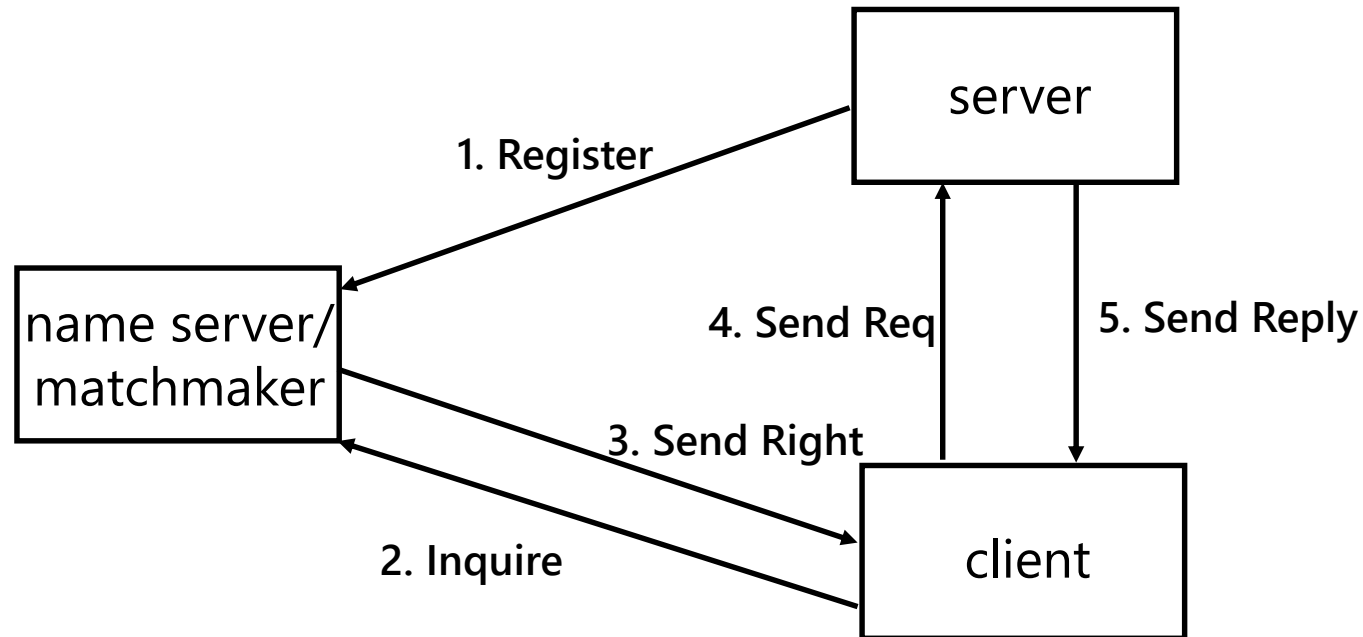 server
1. Register
name server/
matchmaker
4. Send Req
5. Send Reply
3. Send Right
2. Inquire
client